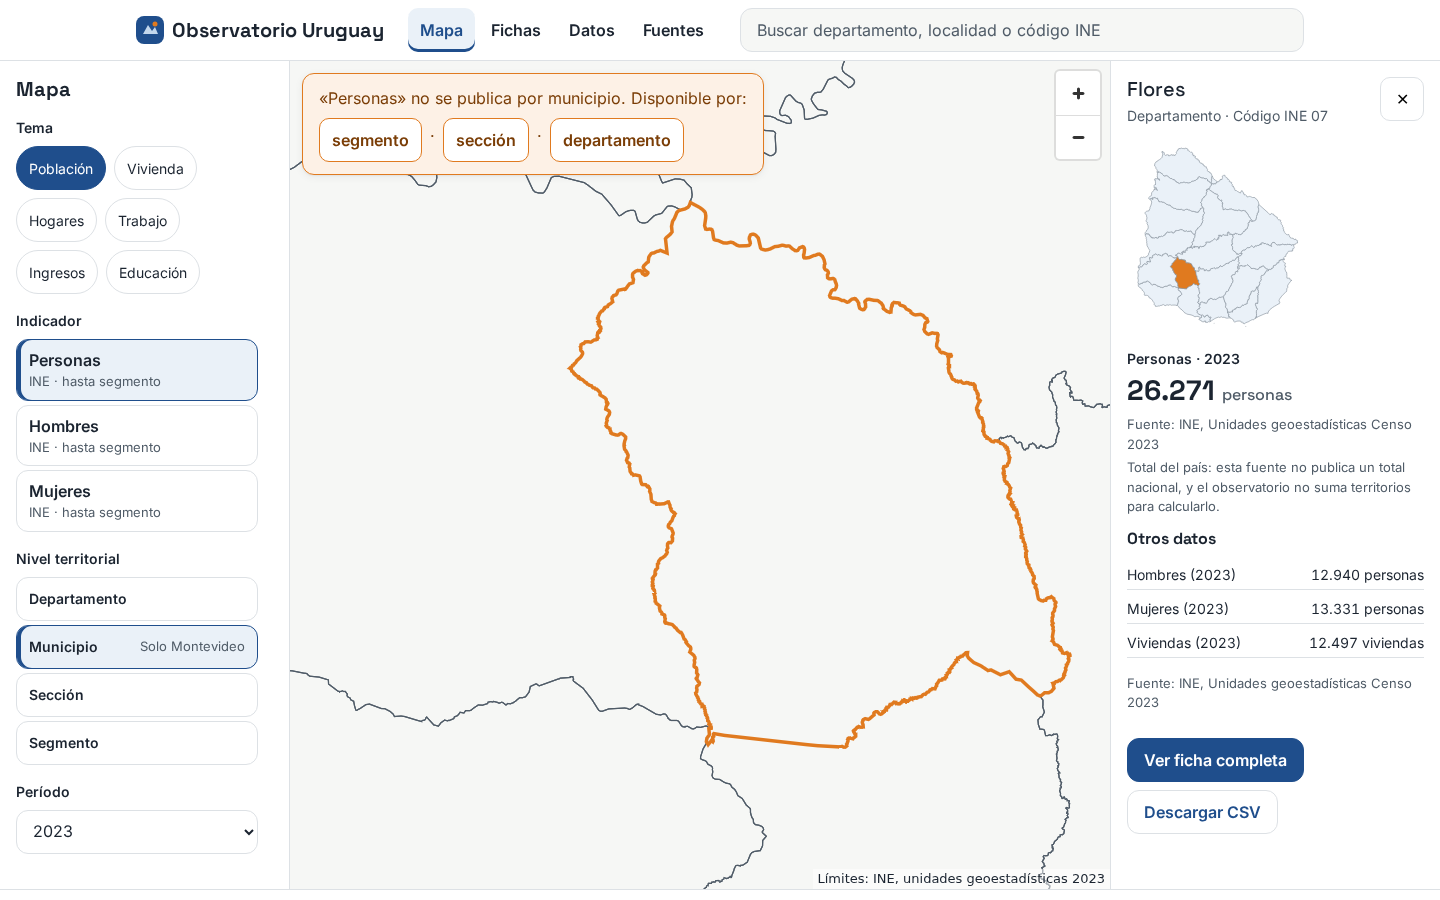 Observatorio Uruguay
Mapa
Fichas
Datos
Fuentes
Buscar departamento, localidad o código INE
Mapa
Tema
Población
Vivienda
Hogares
Trabajo
Ingresos
Educación
Indicador
Personas
INE · hasta segmento
Hombres
INE · hasta segmento
Mujeres
INE · hasta segmento
Nivel territorial
Departamento
Municipio
Solo Montevideo
Sección
Segmento
Período
2023
«Personas» no se publica por municipio. Disponible por:
segmento · sección · departamento
+
−
Límites: INE, unidades geoestadísticas 2023
Flores
×
Departamento · Código INE 07
Personas · 2023
26.271 personas
Fuente: INE, Unidades geoestadísticas Censo
2023
Total del país: esta fuente no publica un total
nacional, y el observatorio no suma territorios
para calcularlo.
Otros datos
Hombres (2023) 12.940 personas
Mujeres (2023) 13.331 personas
Viviendas (2023) 12.497 viviendas
Fuente: INE, Unidades geoestadísticas Censo
2023
Ver ficha completa
Descargar CSV